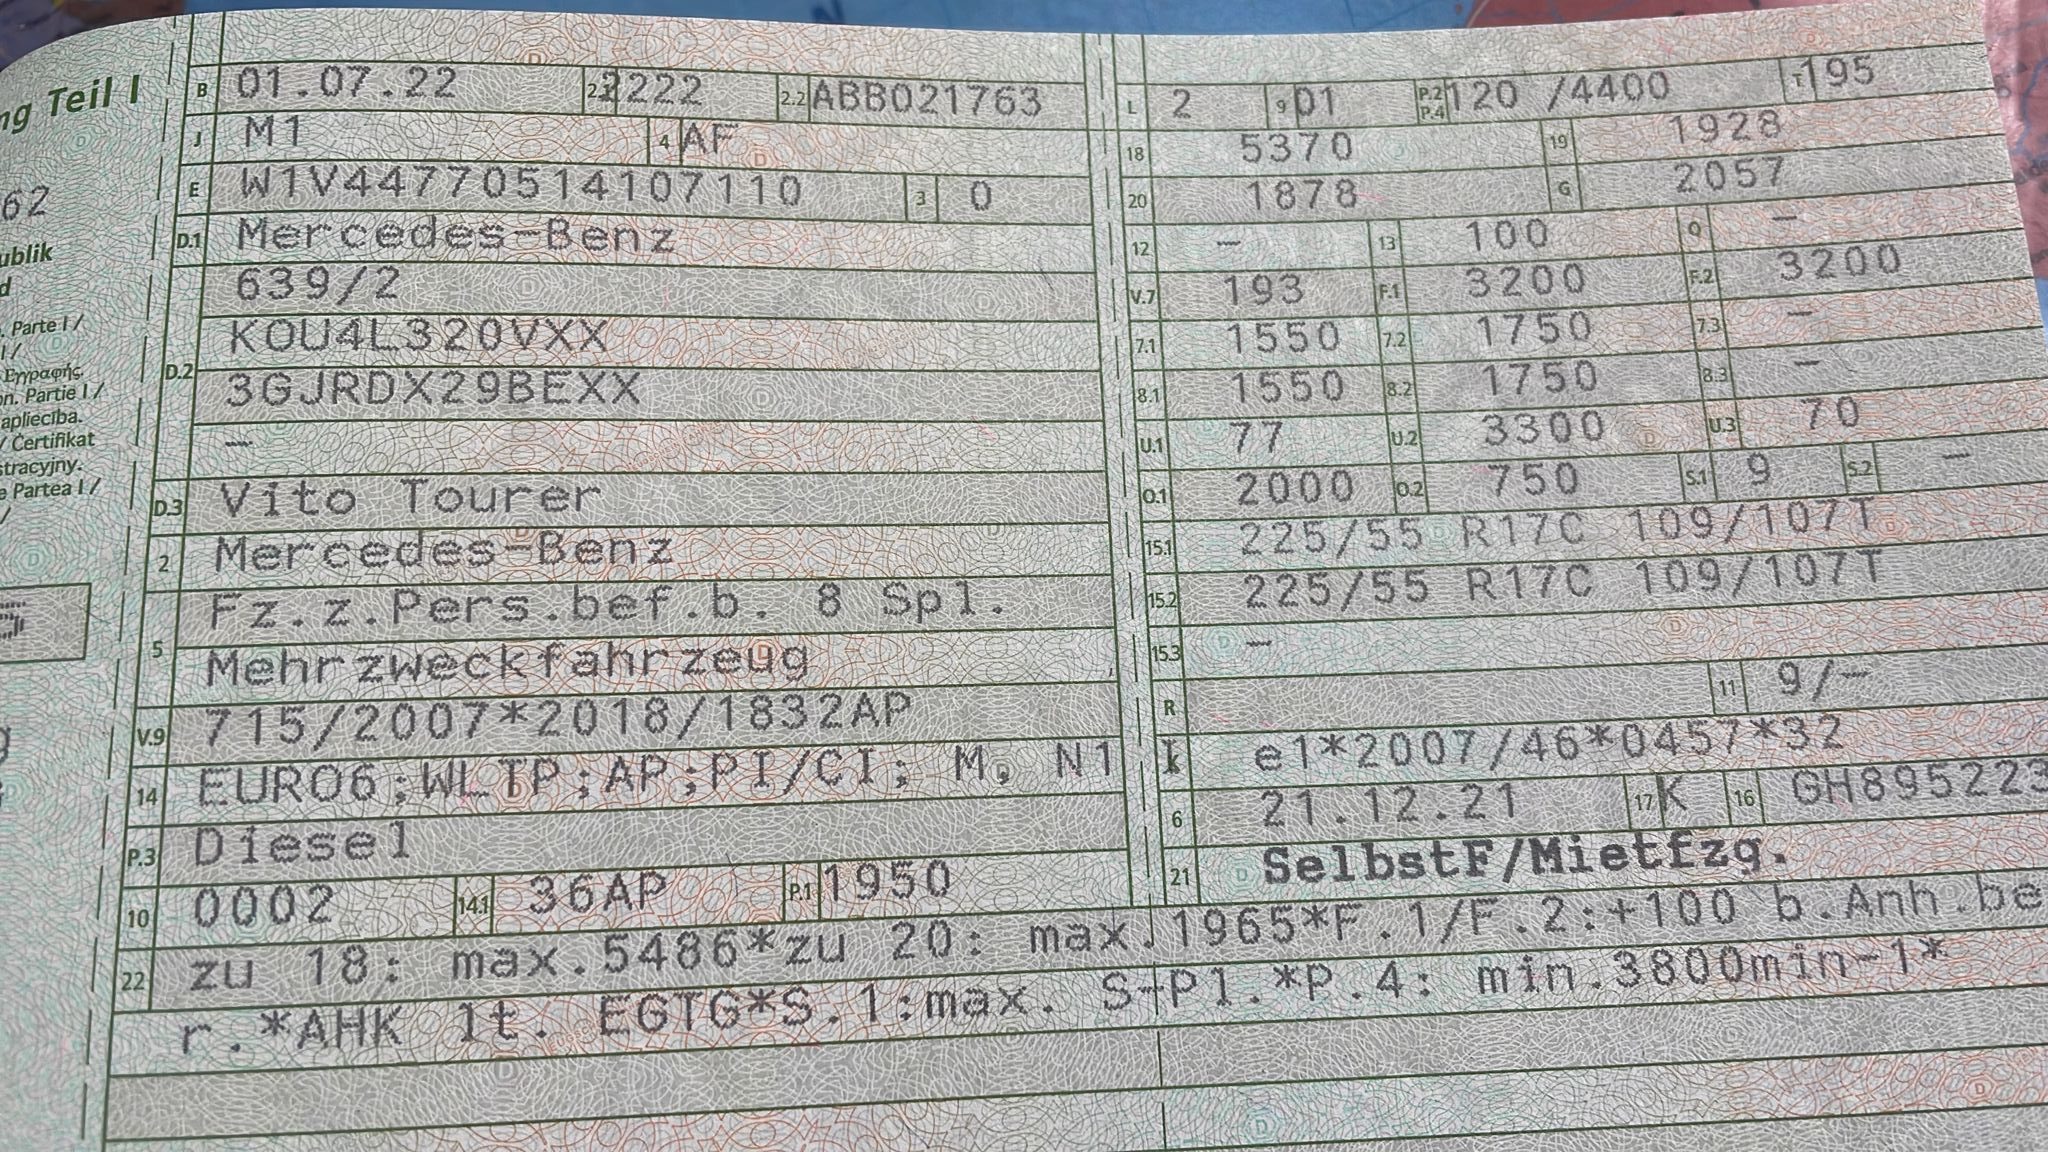 ng Teil I
62
ublik
d
. Parte I /
I /
Εγγραφής.
on. Partie I /
apliecība.
/ Certifikat
stracyjny.
e Partea I /
/
B 01.07.22 2222 2.2 ABB021763
J M1 4 AF
E W1V44770514107110 3 0
D.1 Mercedes-Benz
639/2
D.2 KOU4L320VXX
3GJRDX29BEXX
–
D.3 Vito Tourer
2 Mercedes-Benz
5 Fz.z.Pers.bef.b. 8 Spl.
Mehrzweckfahrzeug
V.9 715/2007*2018/1832AP
14 EURO6;WLTP;AP;PI/CI; M, N1
P.3 Diesel
10 0002 14.1 36AP P.1 1950
L 2 9 01 P.2 P.4 120 /4400 T 195
18 5370 19 1928
20 1878 G 2057
12 – 13 100 Q –
V.7 193 F.1 3200 F.2 3200
7.1 1550 7.2 1750 7.3 –
8.1 1550 8.2 1750 8.3 –
U.1 77 U.2 3300 U.3 70
O.1 2000 O.2 750 S.1 9 S.2 –
15.1 225/55 R17C 109/107T
15.2 225/55 R17C 109/107T
15.3 –
R 11 9/–
k e1*2007/46*0457*32
6 21.12.21 17 K 16 GH895223
21 SelbstF/Mietfzg.
22 zu 18: max.5486*zu 20: max.1965*F.1/F.2:+100 b.Anh.be
r.*AHK lt. EGTG*S.1:max. S-Pl.*P.4: min.3800min-1*